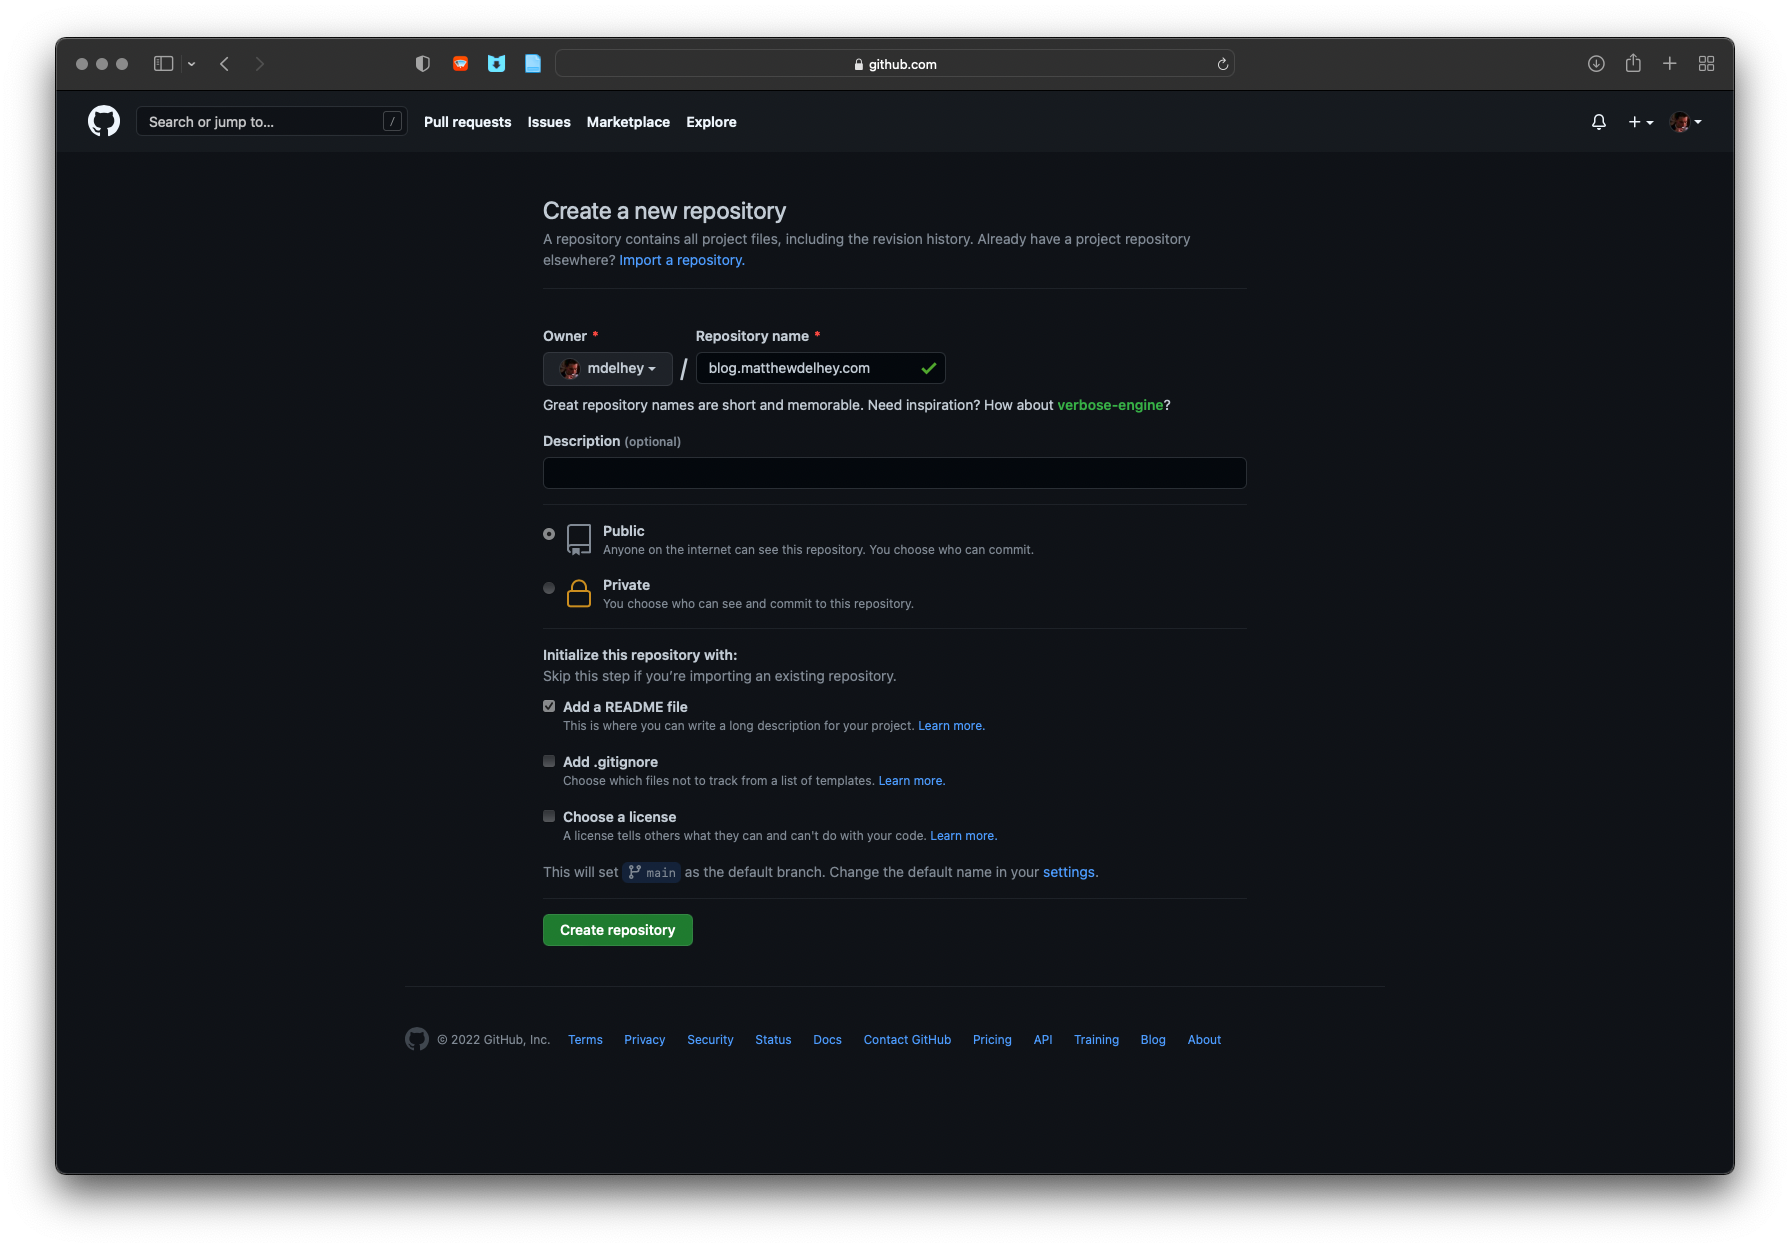 github.com
Search or jump to... /
Pull requests Issues Marketplace Explore
Create a new repository
A repository contains all project files, including the revision history. Already have a project repository
elsewhere? Import a repository.
Owner * Repository name *
mdelhey / blog.matthewdelhey.com
Great repository names are short and memorable. Need inspiration? How about verbose-engine?
Description (optional)
Public
Anyone on the internet can see this repository. You choose who can commit.
Private
You choose who can see and commit to this repository.
Initialize this repository with:
Skip this step if you’re importing an existing repository.
Add a README file
This is where you can write a long description for your project. Learn more.
Add .gitignore
Choose which files not to track from a list of templates. Learn more.
Choose a license
A license tells others what they can and can't do with your code. Learn more.
This will set main as the default branch. Change the default name in your settings.
Create repository
© 2022 GitHub, Inc. Terms Privacy Security Status Docs Contact GitHub Pricing API Training Blog About